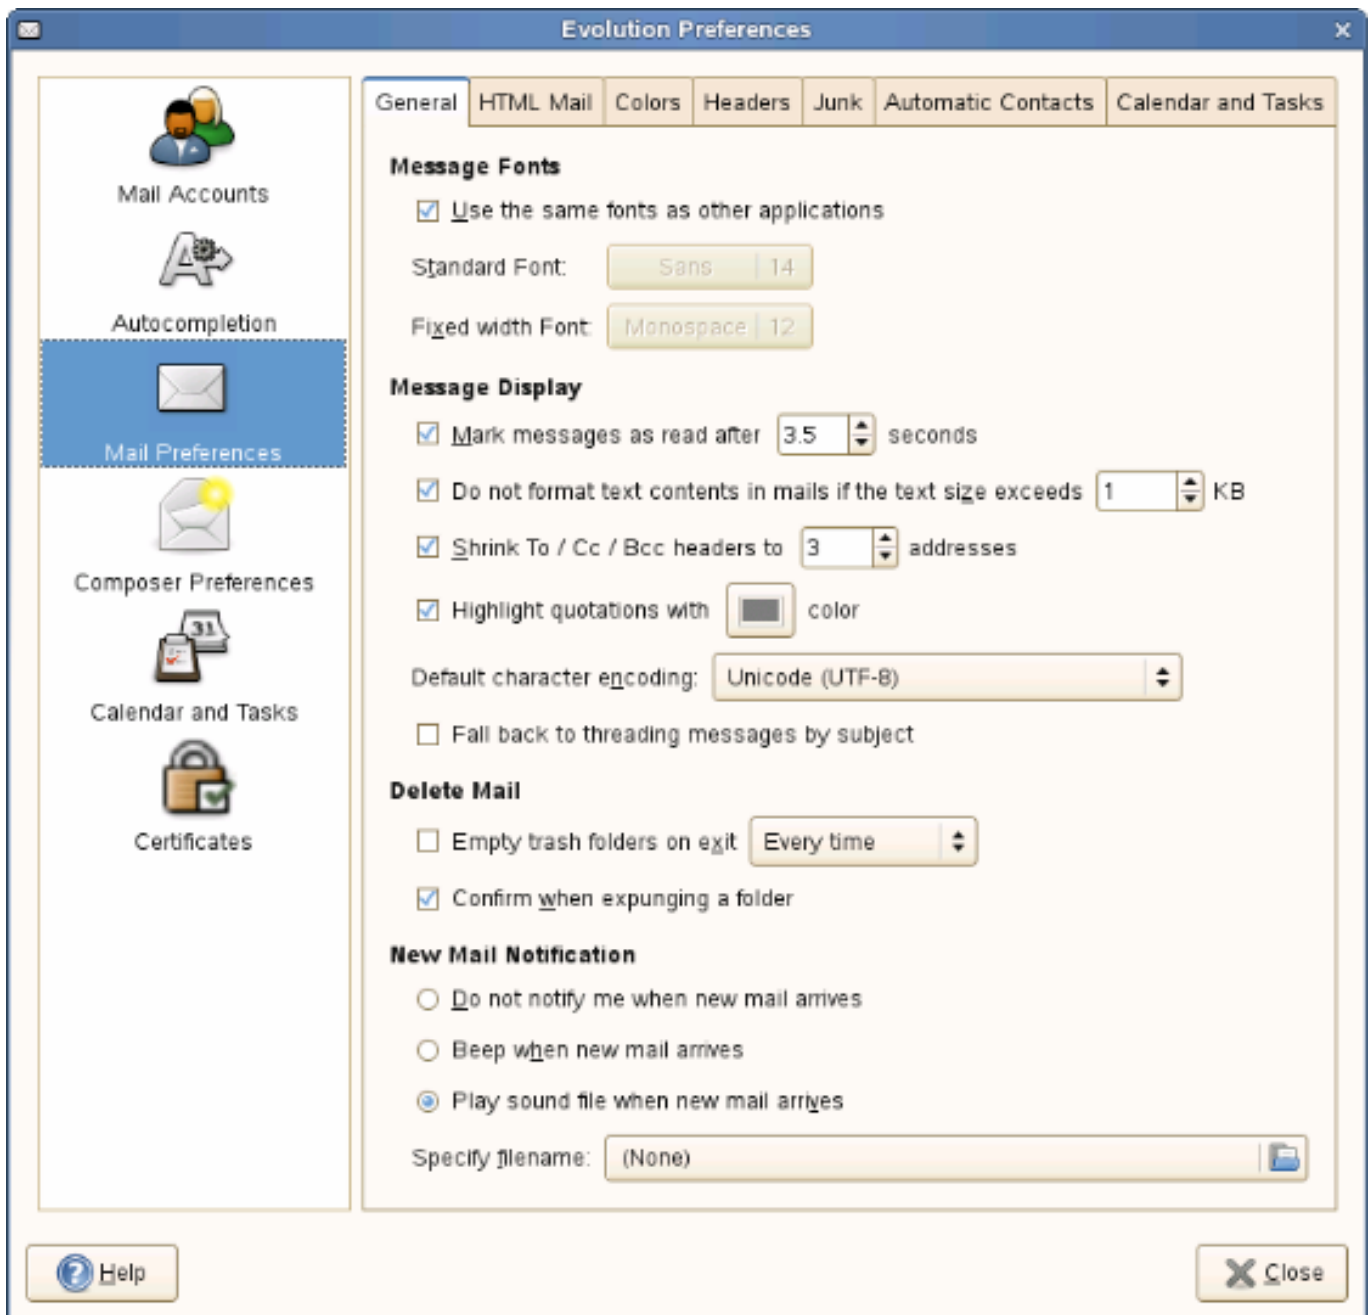 Evolution Preferences
Mail Accounts
Autocompletion
Mail Preferences
Composer Preferences
31
Calendar and Tasks
Certificates
General HTML Mail Colors Headers Junk Automatic Contacts Calendar and Tasks
Message Fonts
Use the same fonts as other applications
Standard Font: Sans 14
Fixed width Font: Monospace 12
Message Display
Mark messages as read after 3.5 seconds
Do not format text contents in mails if the text size exceeds 1 KB
Shrink To / Cc / Bcc headers to 3 addresses
Highlight quotations with color
Default character encoding: Unicode (UTF-8)
Fall back to threading messages by subject
Delete Mail
Empty trash folders on exit Every time
Confirm when expunging a folder
New Mail Notification
Do not notify me when new mail arrives
Beep when new mail arrives
Play sound file when new mail arrives
Specify filename: (None)
Help Close